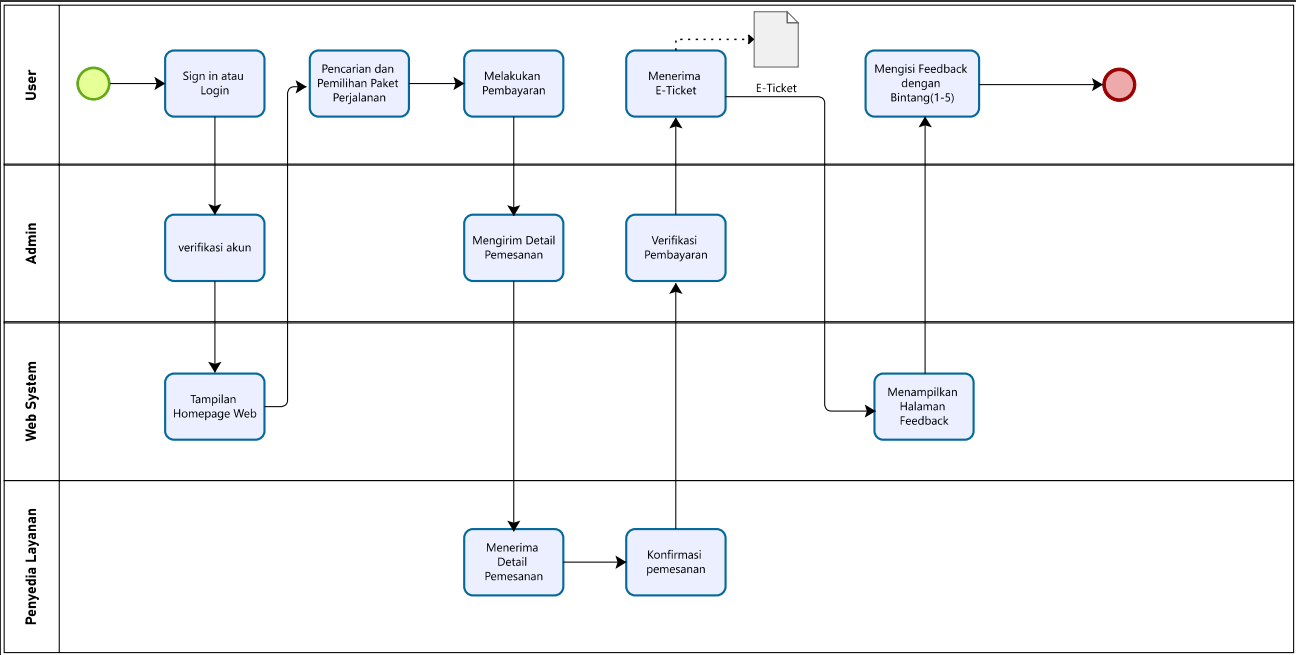 User
Sign in atau
Login
Pencarian dan
Pemilihan Paket
Perjalanan
Melakukan
Pembayaran
Menerima
E-Ticket
E-Ticket
Mengisi Feedback
dengan
Bintang(1-5)
Admin
verifikasi akun
Mengirim Detail
Pemesanan
Verifikasi
Pembayaran
Web System
Tampilan
Homepage Web
Menampilkan
Halaman
Feedback
Penyedia Layanan
Menerima
Detail
Pemesanan
Konfirmasi
pemesanan